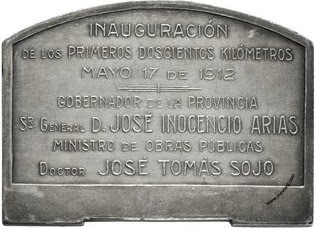 INAUGURACIÓN
DE LOS PRIMEROS DOSCIENTOS KILÓMETROS
MAYO 17 DE 1912
GOBERNADOR DE LA PROVINCIA
SR GENERAL D. JOSÉ INOCENCIO ARIAS
MINISTRO DE OBRAS PÚBLICAS
DOCTOR JOSÉ TOMÁS SOJO